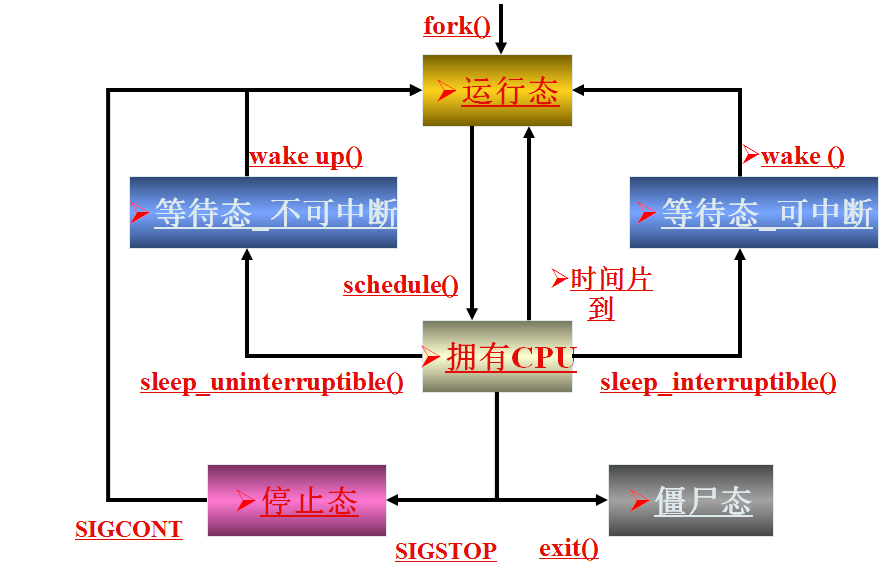 fork()
➢运行态
wake up()
➢wake ()
➢等待态_不可中断
➢等待态_可中断
schedule()
➢时间片
到
➢拥有CPU
sleep_uninterruptible()
sleep_interruptible()
➢停止态
➢僵尸态
SIGCONT
SIGSTOP
exit()